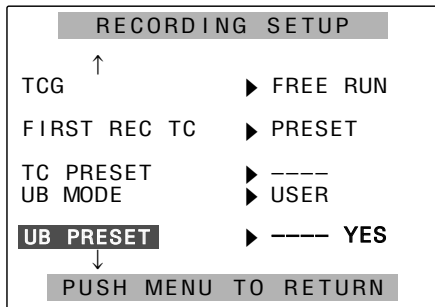 RECORDING SETUP
↑
TCG ▶ FREE RUN
FIRST REC TC ▶ PRESET
TC PRESET ▶ ----
UB MODE ▶ USER
UB PRESET ▶ ---- YES
↓
PUSH MENU TO RETURN